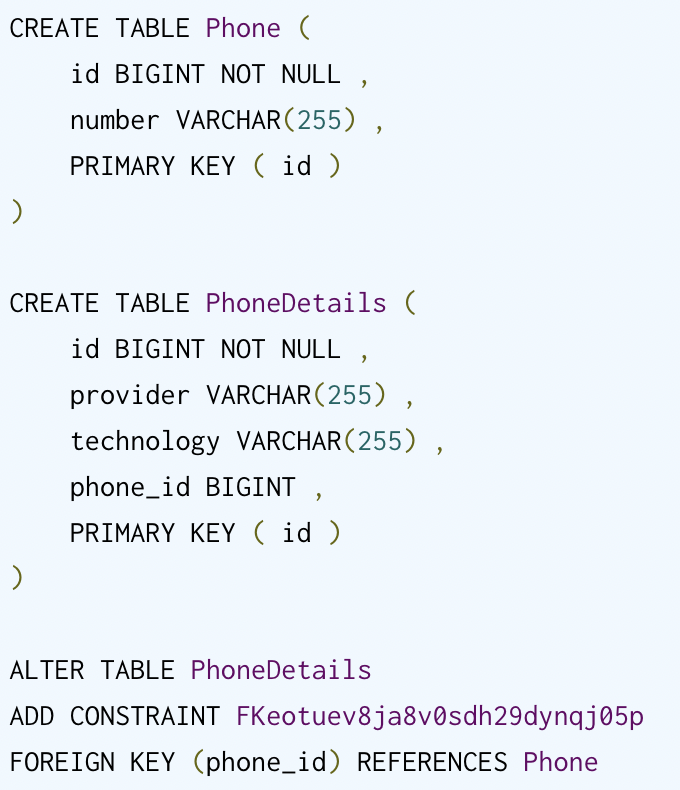 CREATE TABLE Phone (
    id BIGINT NOT NULL ,
    number VARCHAR(255) ,
    PRIMARY KEY ( id )
)

CREATE TABLE PhoneDetails (
    id BIGINT NOT NULL ,
    provider VARCHAR(255) ,
    technology VARCHAR(255) ,
    phone_id BIGINT ,
    PRIMARY KEY ( id )
)

ALTER TABLE PhoneDetails
ADD CONSTRAINT FKeotuev8ja8v0sdh29dynqj05p
FOREIGN KEY (phone_id) REFERENCES Phone